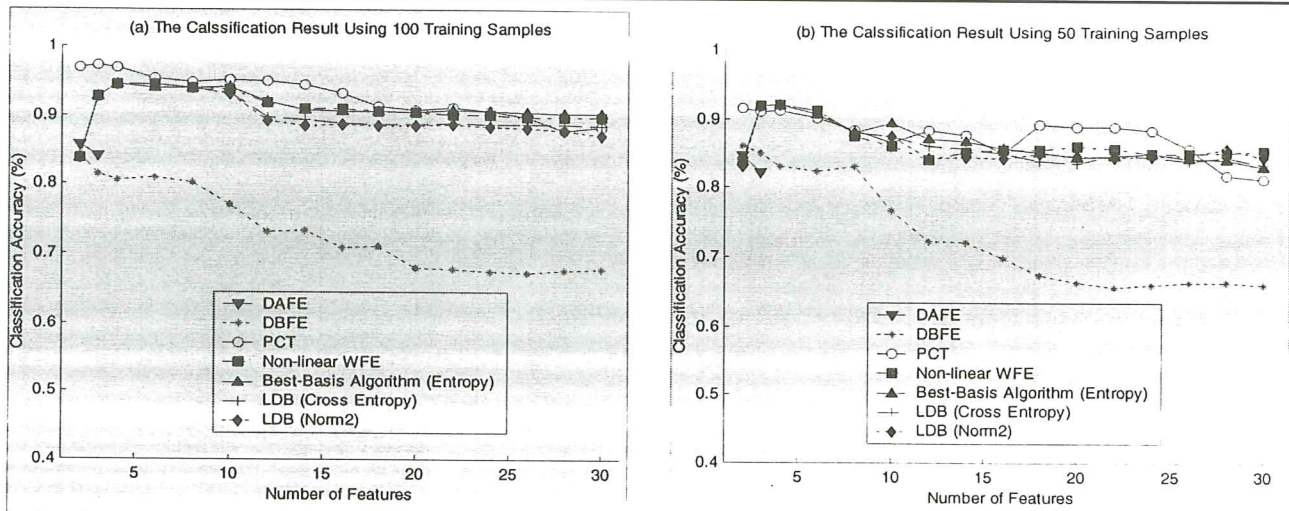 (a) The Calssification Result Using 100 Training Samples
1
0.9
0.8
0.7
0.6
0.5
0.4
Classification Accuracy (%)
DAFE
DBFE
PCT
Non-linear WFE
Best-Basis Algorithm (Entropy)
LDB (Cross Entropy)
LDB (Norm2)
5 10 15 20 25 30
Number of Features
(b) The Calssification Result Using 50 Training Samples
1
0.9
0.8
0.7
0.6
0.5
0.4
Classification Accuracy (%)
DAFE
DBFE
PCT
Non-linear WFE
Best-Basis Algorithm (Entropy)
LDB (Cross Entropy)
LDB (Norm2)
5 10 15 20 25 30
Number of Features